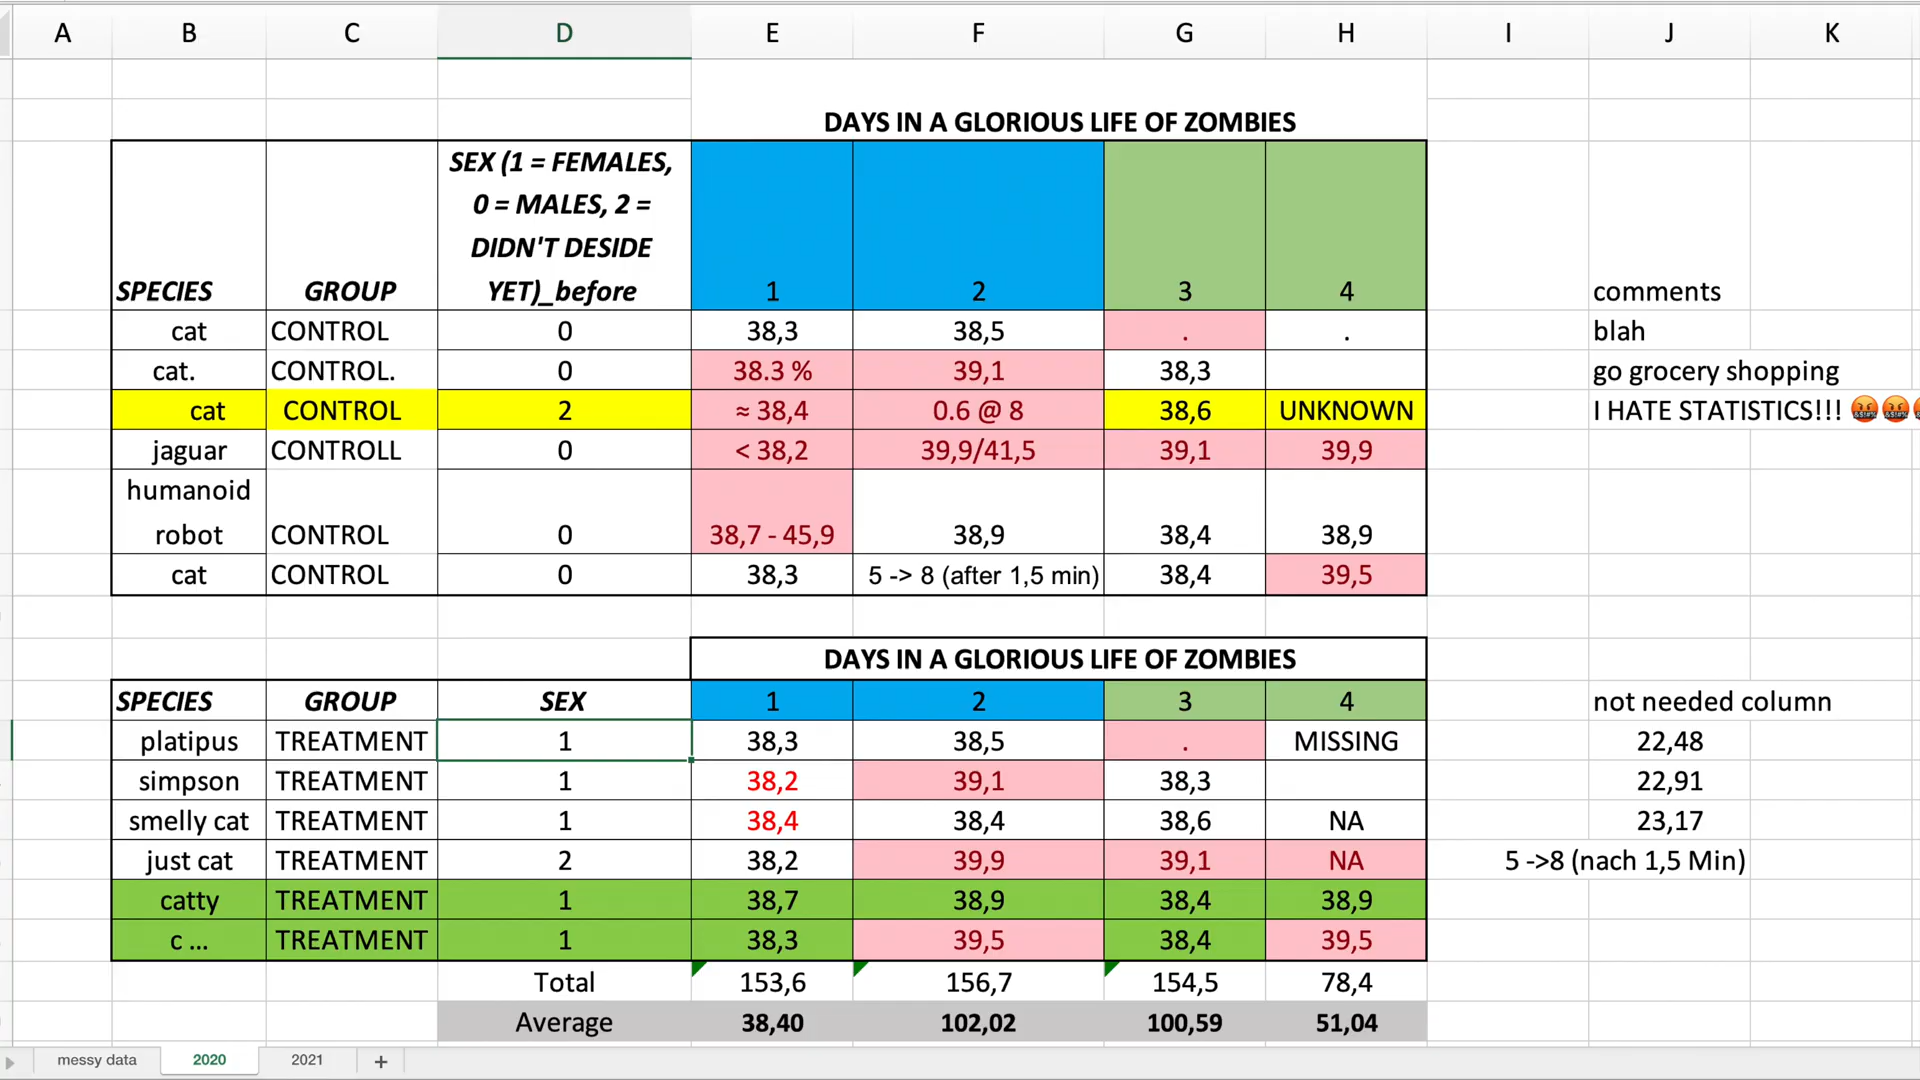 A B C D E F G H I J K
DAYS IN A GLORIOUS LIFE OF ZOMBIES
SEX (1 = FEMALES,
0 = MALES, 2 =
DIDN'T DESIDE
SPECIES GROUP YET)_before 1 2 3 4 comments
cat CONTROL 0 38,3 38,5 . . blah
cat. CONTROL. 0 38.3 % 39,1 38,3 go grocery shopping
cat CONTROL 2 ≈ 38,4 0.6 @ 8 38,6 UNKNOWN I HATE STATISTICS!!! 🤬🤬
jaguar CONTROLL 0 < 38,2 39,9/41,5 39,1 39,9
humanoid
robot CONTROL 0 38,7 - 45,9 38,9 38,4 38,9
cat CONTROL 0 38,3 5 -> 8 (after 1,5 min) 38,4 39,5
DAYS IN A GLORIOUS LIFE OF ZOMBIES
SPECIES GROUP SEX 1 2 3 4 not needed column
platipus TREATMENT 1 38,3 38,5 . MISSING 22,48
simpson TREATMENT 1 38,2 39,1 38,3 22,91
smelly cat TREATMENT 1 38,4 38,4 38,6 NA 23,17
just cat TREATMENT 2 38,2 39,9 39,1 NA 5 ->8 (nach 1,5 Min)
catty TREATMENT 1 38,7 38,9 38,4 38,9
c ... TREATMENT 1 38,3 39,5 38,4 39,5
Total 153,6 156,7 154,5 78,4
Average 38,40 102,02 100,59 51,04
messy data 2020 2021 +